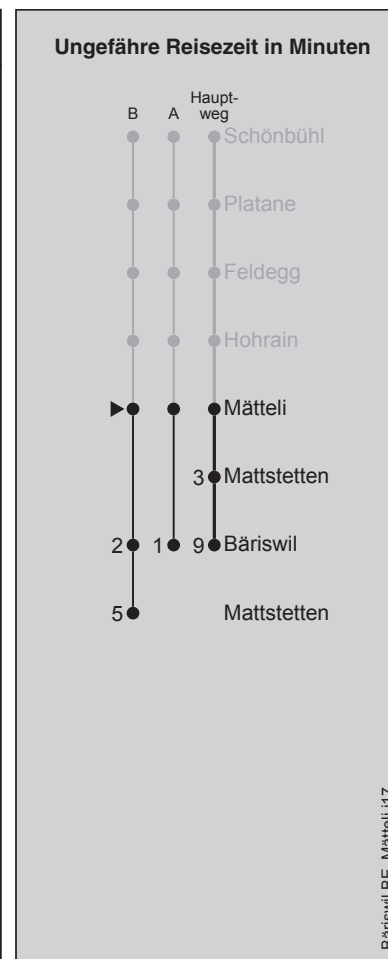 Ungefähre Reisezeit in Minuten
B A Haupt-
weg
Schönbühl
Platane
Feldegg
Hohrain
Mätteli
3 Mattstetten
2 1 9 Bäriswil
5 Mattstetten
Bäriswil BE, Mätteli j17